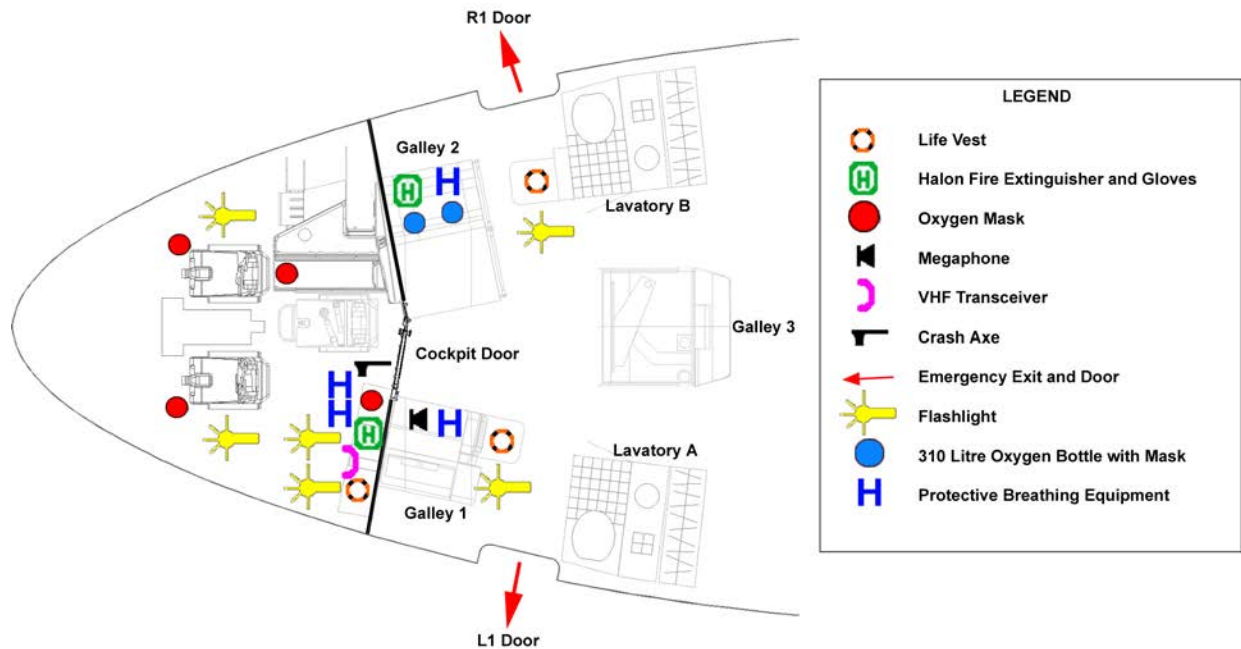 R1 Door
Galley 2
Lavatory B
Galley 3
Cockpit Door
Lavatory A
Galley 1
L1 Door
LEGEND
Life Vest
Halon Fire Extinguisher and Gloves
Oxygen Mask
Megaphone
VHF Transceiver
Crash Axe
Emergency Exit and Door
Flashlight
310 Litre Oxygen Bottle with Mask
Protective Breathing Equipment